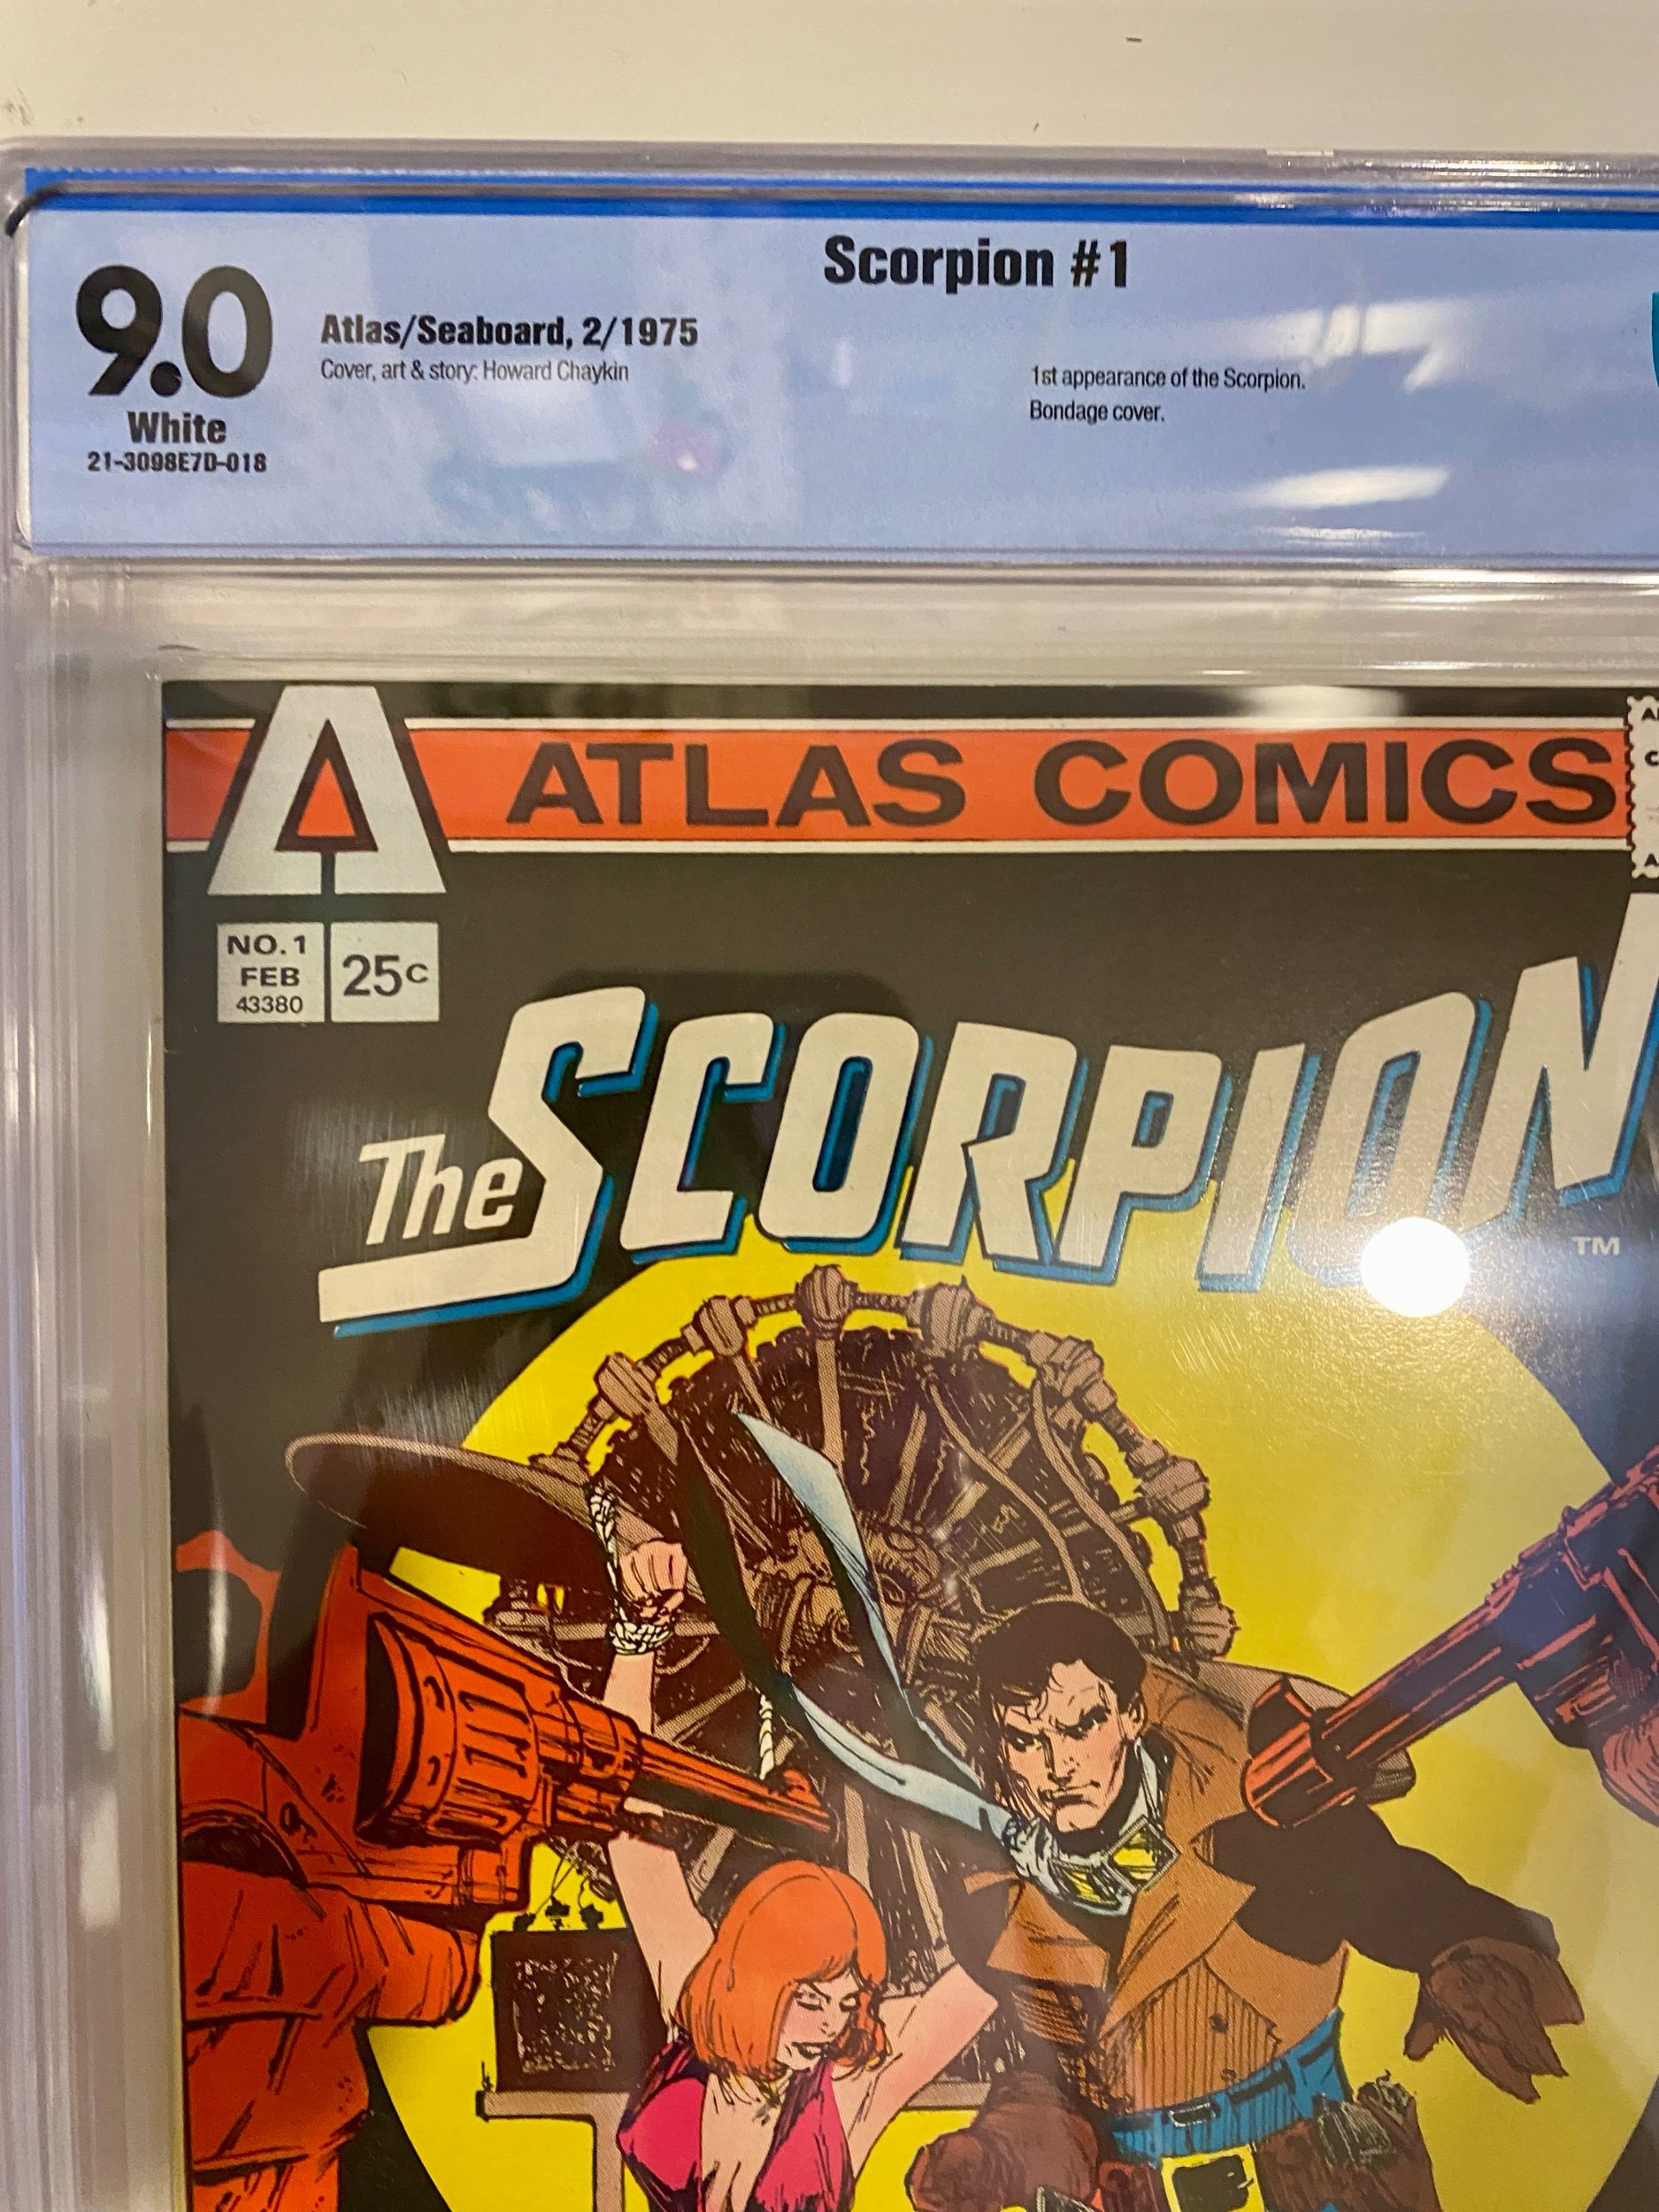 Scorpion #1
9.0
White
21-3098E7D-018
Atlas/Seaboard, 2/1975
Cover, art & story: Howard Chaykin
1st appearance of the Scorpion.
Bondage cover.
A ATLAS COMICS
NO. 1
FEB
43380
25c
The SCORPION
TM